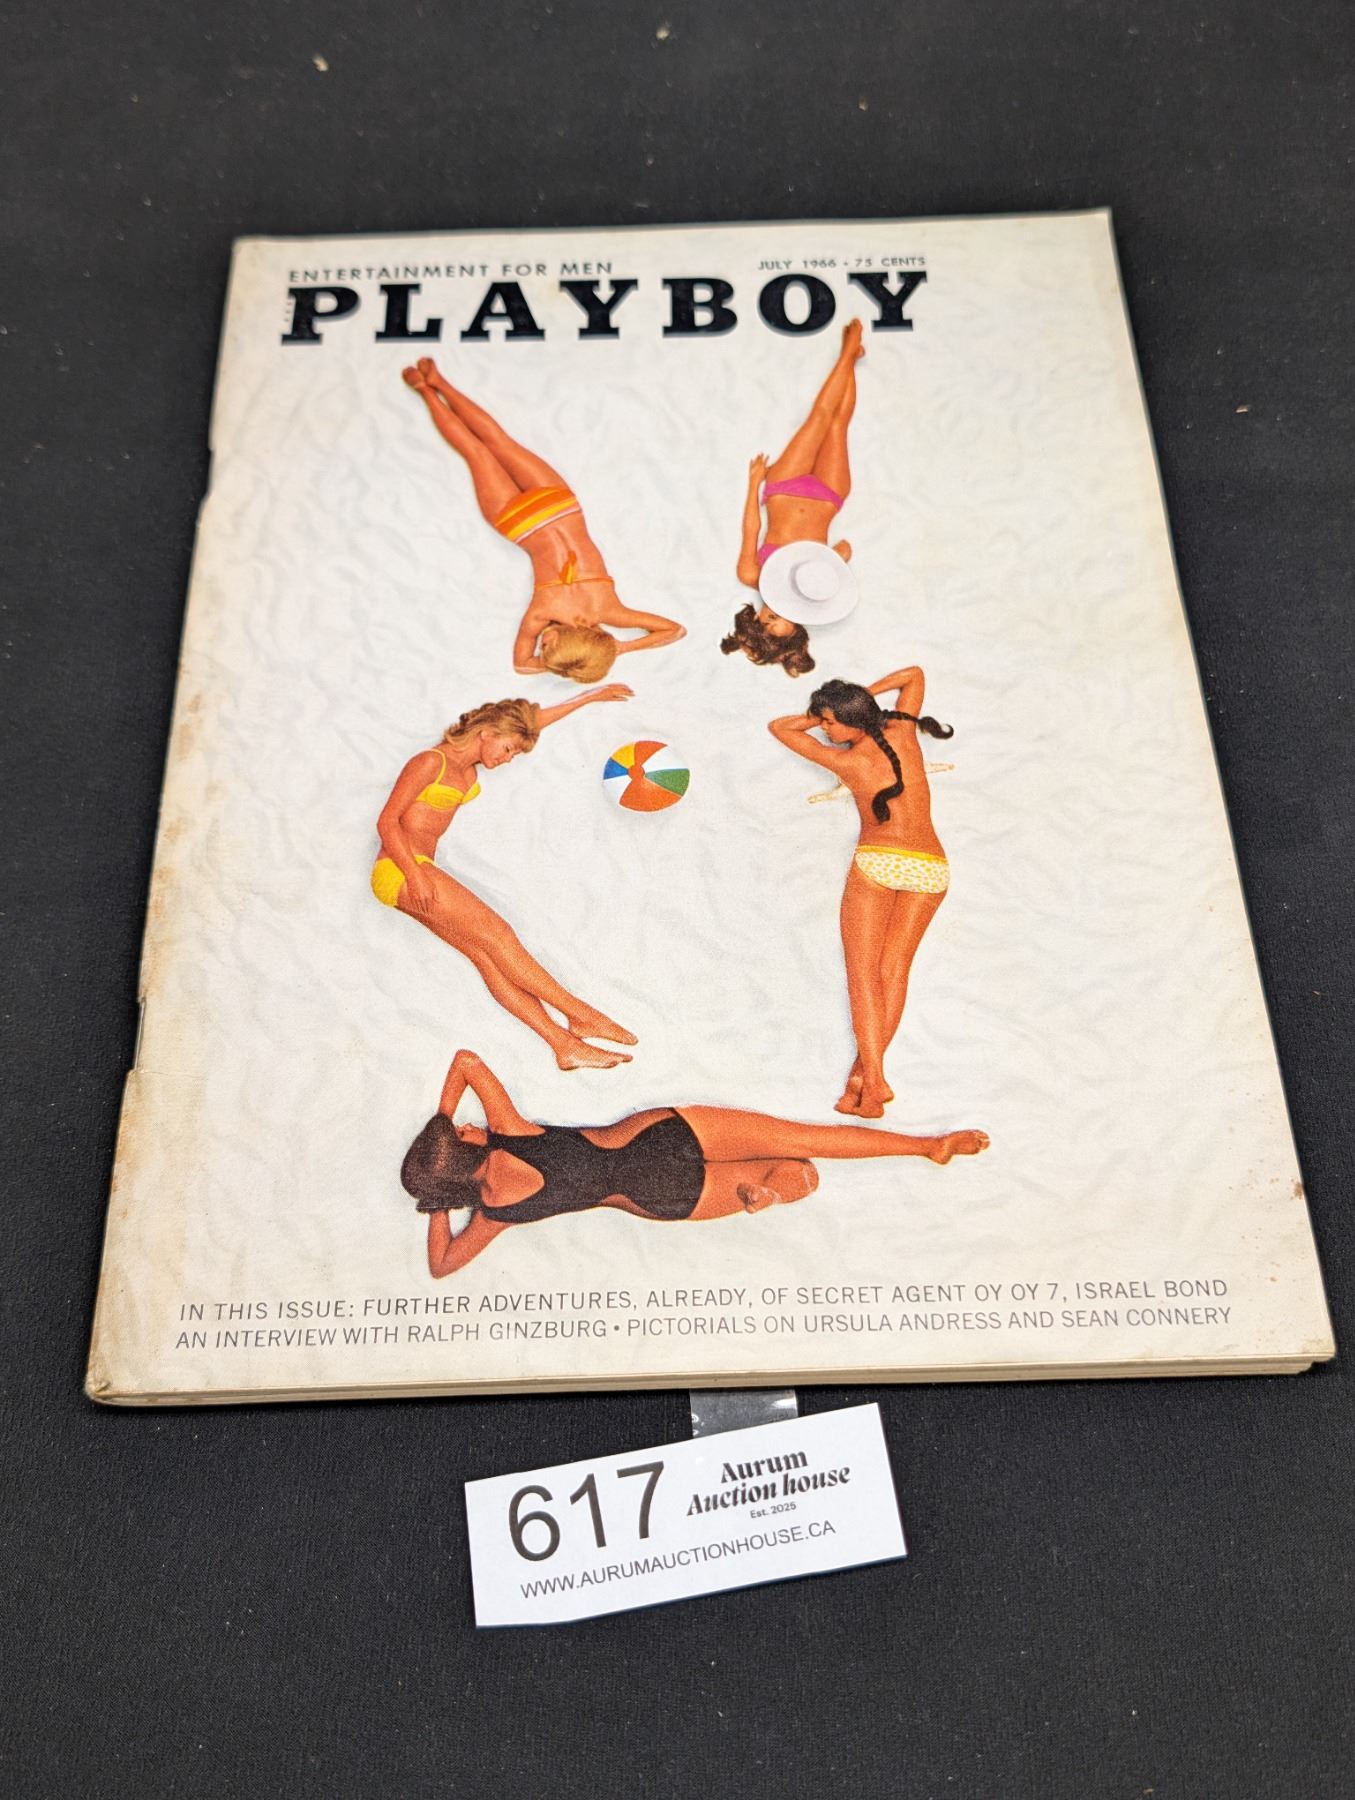 ENTERTAINMENT FOR MEN
JULY 1966 • 75 CENTS
PLAYBOY
IN THIS ISSUE: FURTHER ADVENTURES, ALREADY, OF SECRET AGENT OY OY 7, ISRAEL BOND
AN INTERVIEW WITH RALPH GINZBURG • PICTORIALS ON URSULA ANDRESS AND SEAN CONNERY
617
Aurum
Auction house
Est. 2025
WWW.AURUMAUCTIONHOUSE.CA